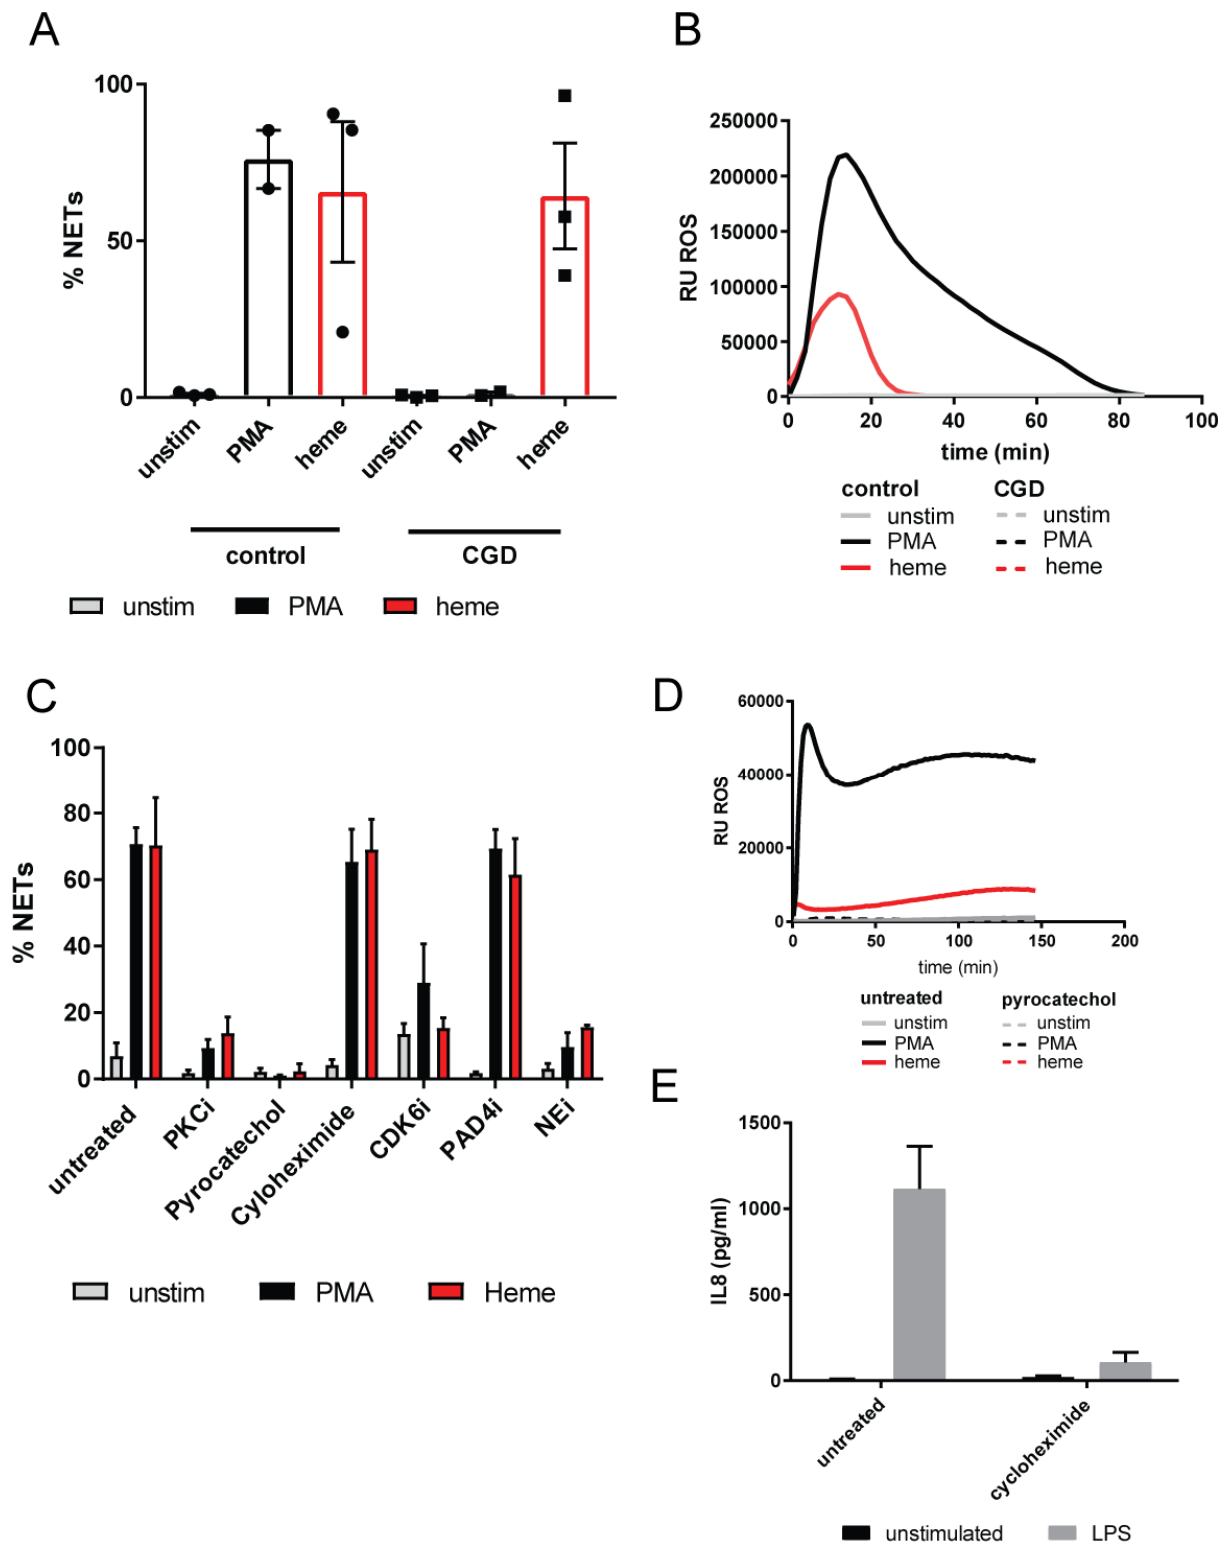 A
100
50
0
% NETs
unstim
PMA
heme
unstim
PMA
heme
control
CGD
unstim
PMA
heme
B
250000
200000
150000
100000
50000
0
RU ROS
0
20
40
60
80
100
time (min)
control
CGD
unstim
unstim
PMA
PMA
heme
heme
C
100
80
60
40
20
0
% NETs
untreated
PKCi
Pyrocatechol
Cyloheximide
CDK6i
PAD4i
NEi
unstim
PMA
Heme
D
60000
40000
20000
0
RU ROS
0
50
100
150
200
time (min)
untreated
pyrocatechol
unstim
unstim
PMA
PMA
heme
heme
E
1500
1000
500
0
IL8 (pg/ml)
untreated
cycloheximide
unstimulated
LPS